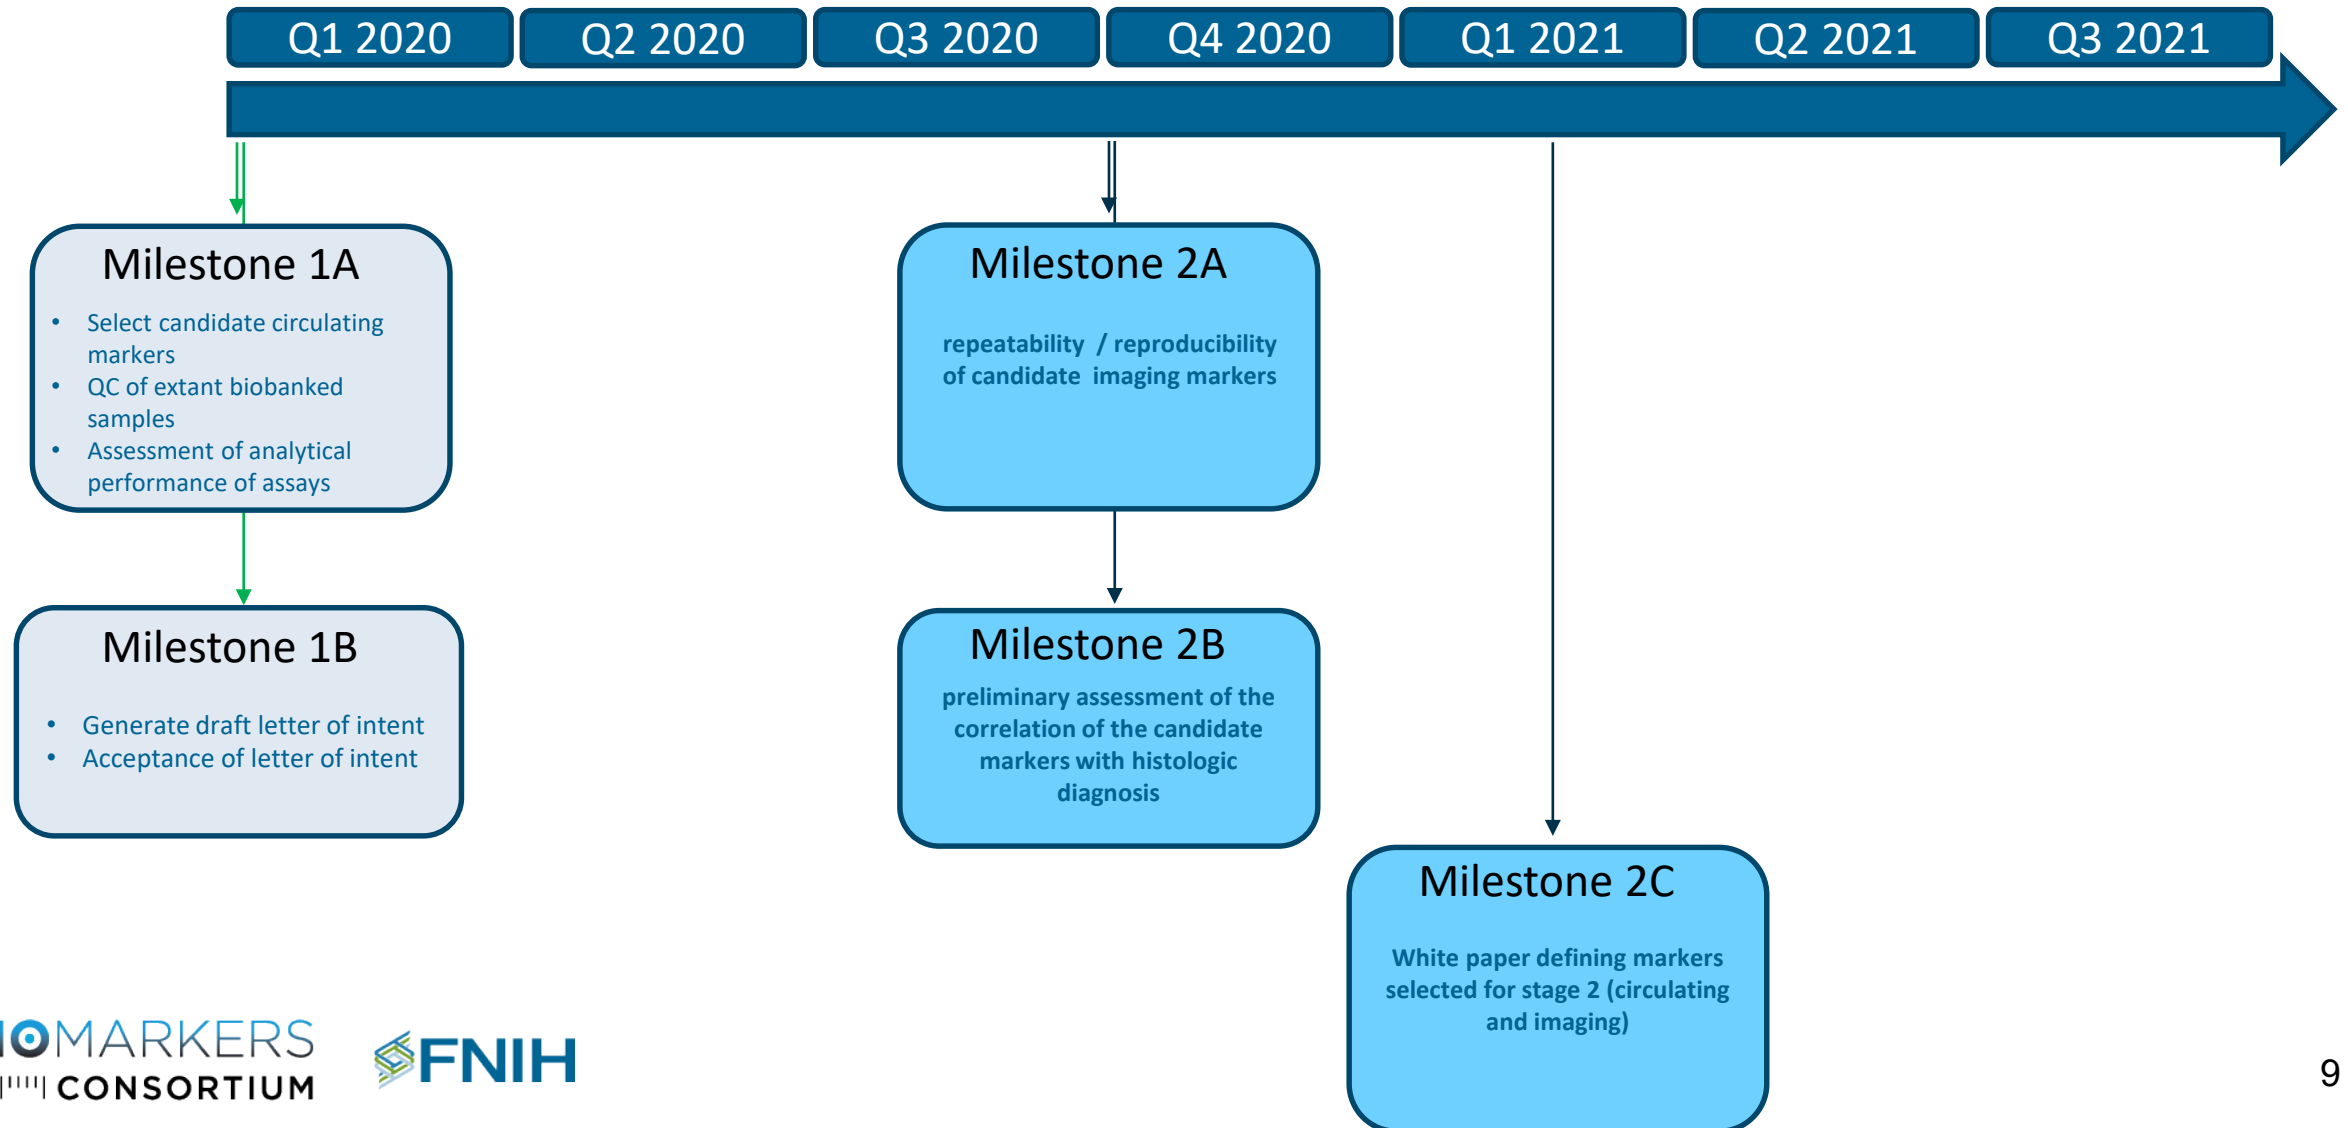 Q1 2020
Q2 2020
Q3 2020
Q4 2020
Q1 2021
Q2 2021
Q3 2021
Milestone 1A
• Select candidate circulating
markers
• QC of extant biobanked
samples
• Assessment of analytical
performance of assays
Milestone 2A
repeatability / reproducibility
of candidate imaging markers
Milestone 1B
• Generate draft letter of intent
• Acceptance of letter of intent
Milestone 2B
preliminary assessment of the
correlation of the candidate
markers with histologic
diagnosis
Milestone 2C
White paper defining markers
selected for stage 2 (circulating
and imaging)
IOMARKERS
CONSORTIUM
FNIH
9